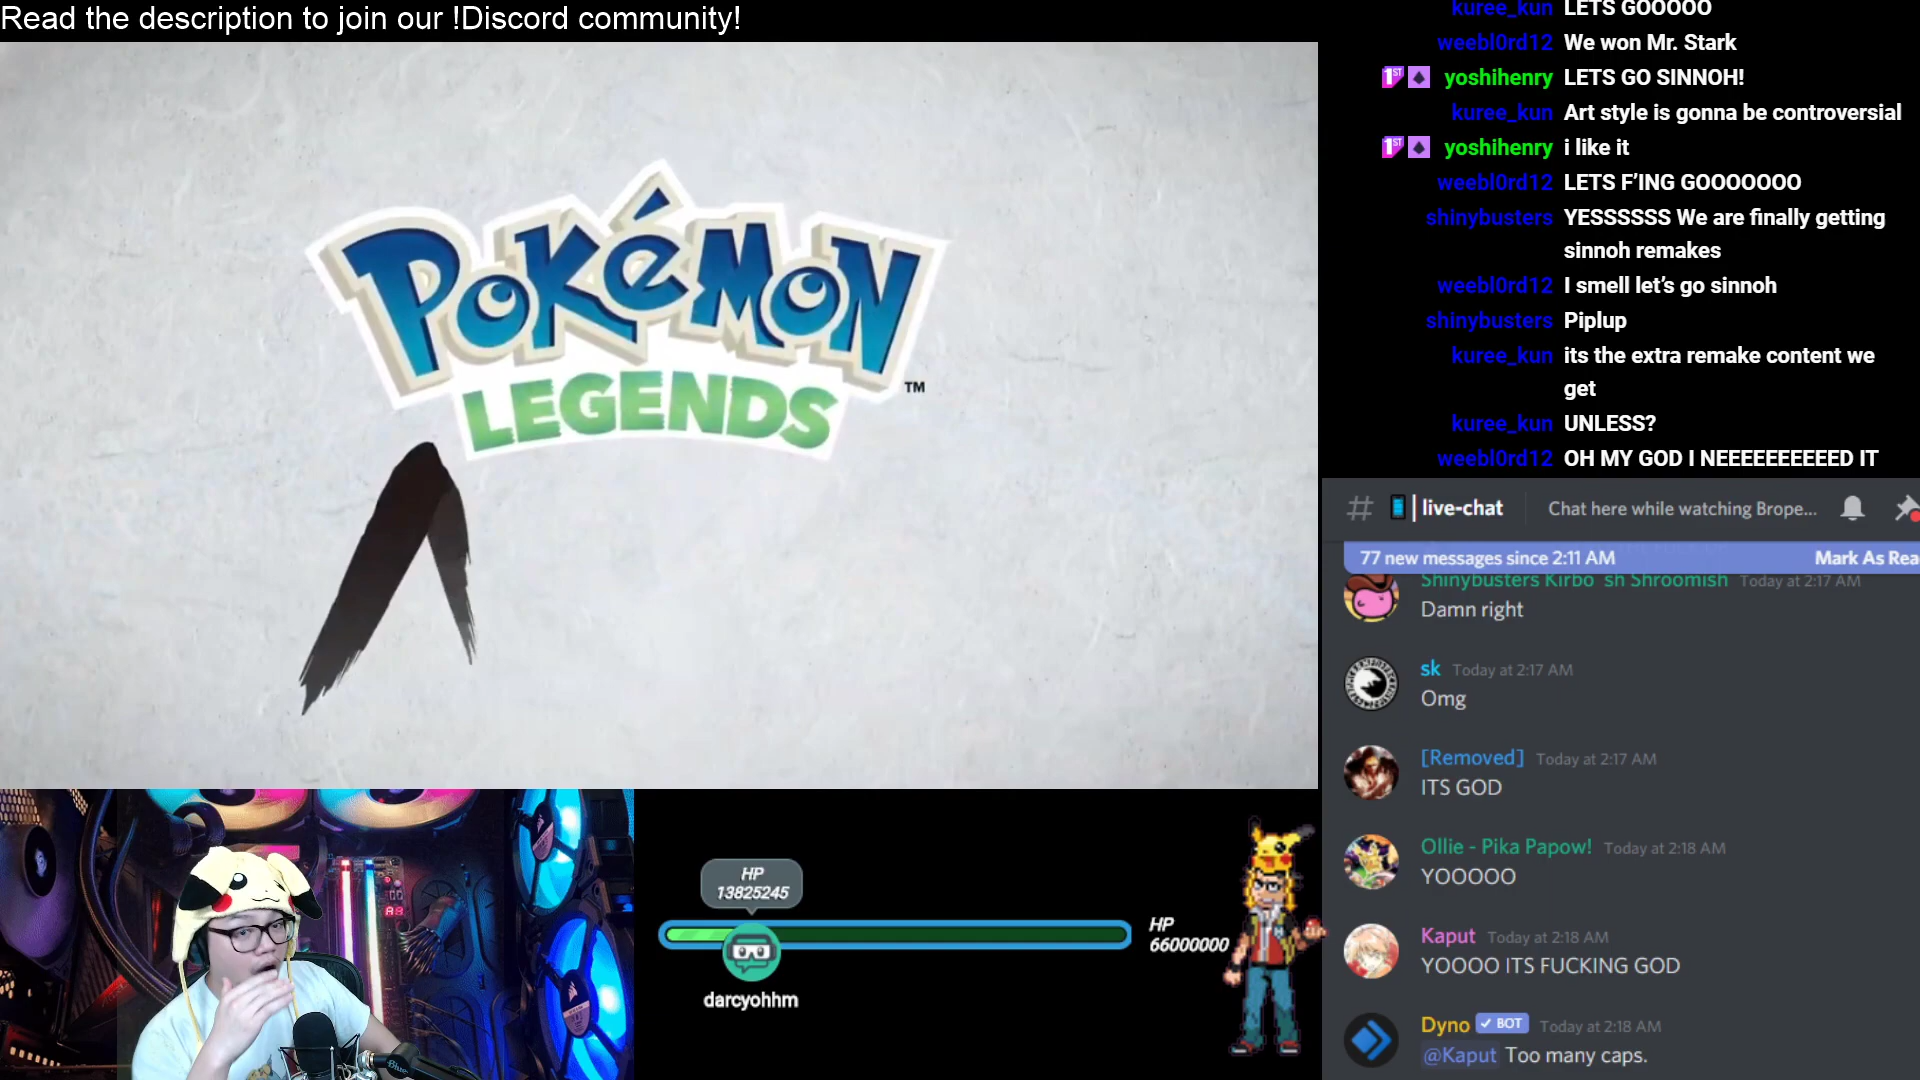 Read the description to join our !Discord community!
POKéMON
TM
LEGENDS
HP
13825245
HP
66000000
darcyohhm
kuree_kun LETS GOOOOO
weebl0rd12 We won Mr. Stark
1ST yoshihenry LETS GO SINNOH!
kuree_kun Art style is gonna be controversial
1ST yoshihenry i like it
weebl0rd12 LETS F’ING GOOOOOOO
shinybusters YESSSSSS We are finally getting
sinnoh remakes
weebl0rd12 I smell let’s go sinnoh
shinybusters Piplup
kuree_kun its the extra remake content we
get
kuree_kun UNLESS?
weebl0rd12 OH MY GOD I NEEEEEEEEEED IT
# | live-chat Chat here while watching Brope...
77 new messages since 2:11 AM Mark As Rea
Shinybusters Kirbo sh Shroomish Today at 2:17 AM
Damn right
sk Today at 2:17 AM
Omg
[Removed] Today at 2:17 AM
ITS GOD
Ollie - Pika Papow! Today at 2:18 AM
YOOOOO
Kaput Today at 2:18 AM
YOOOO ITS FUCKING GOD
Dyno ✓ BOT Today at 2:18 AM
@Kaput Too many caps.